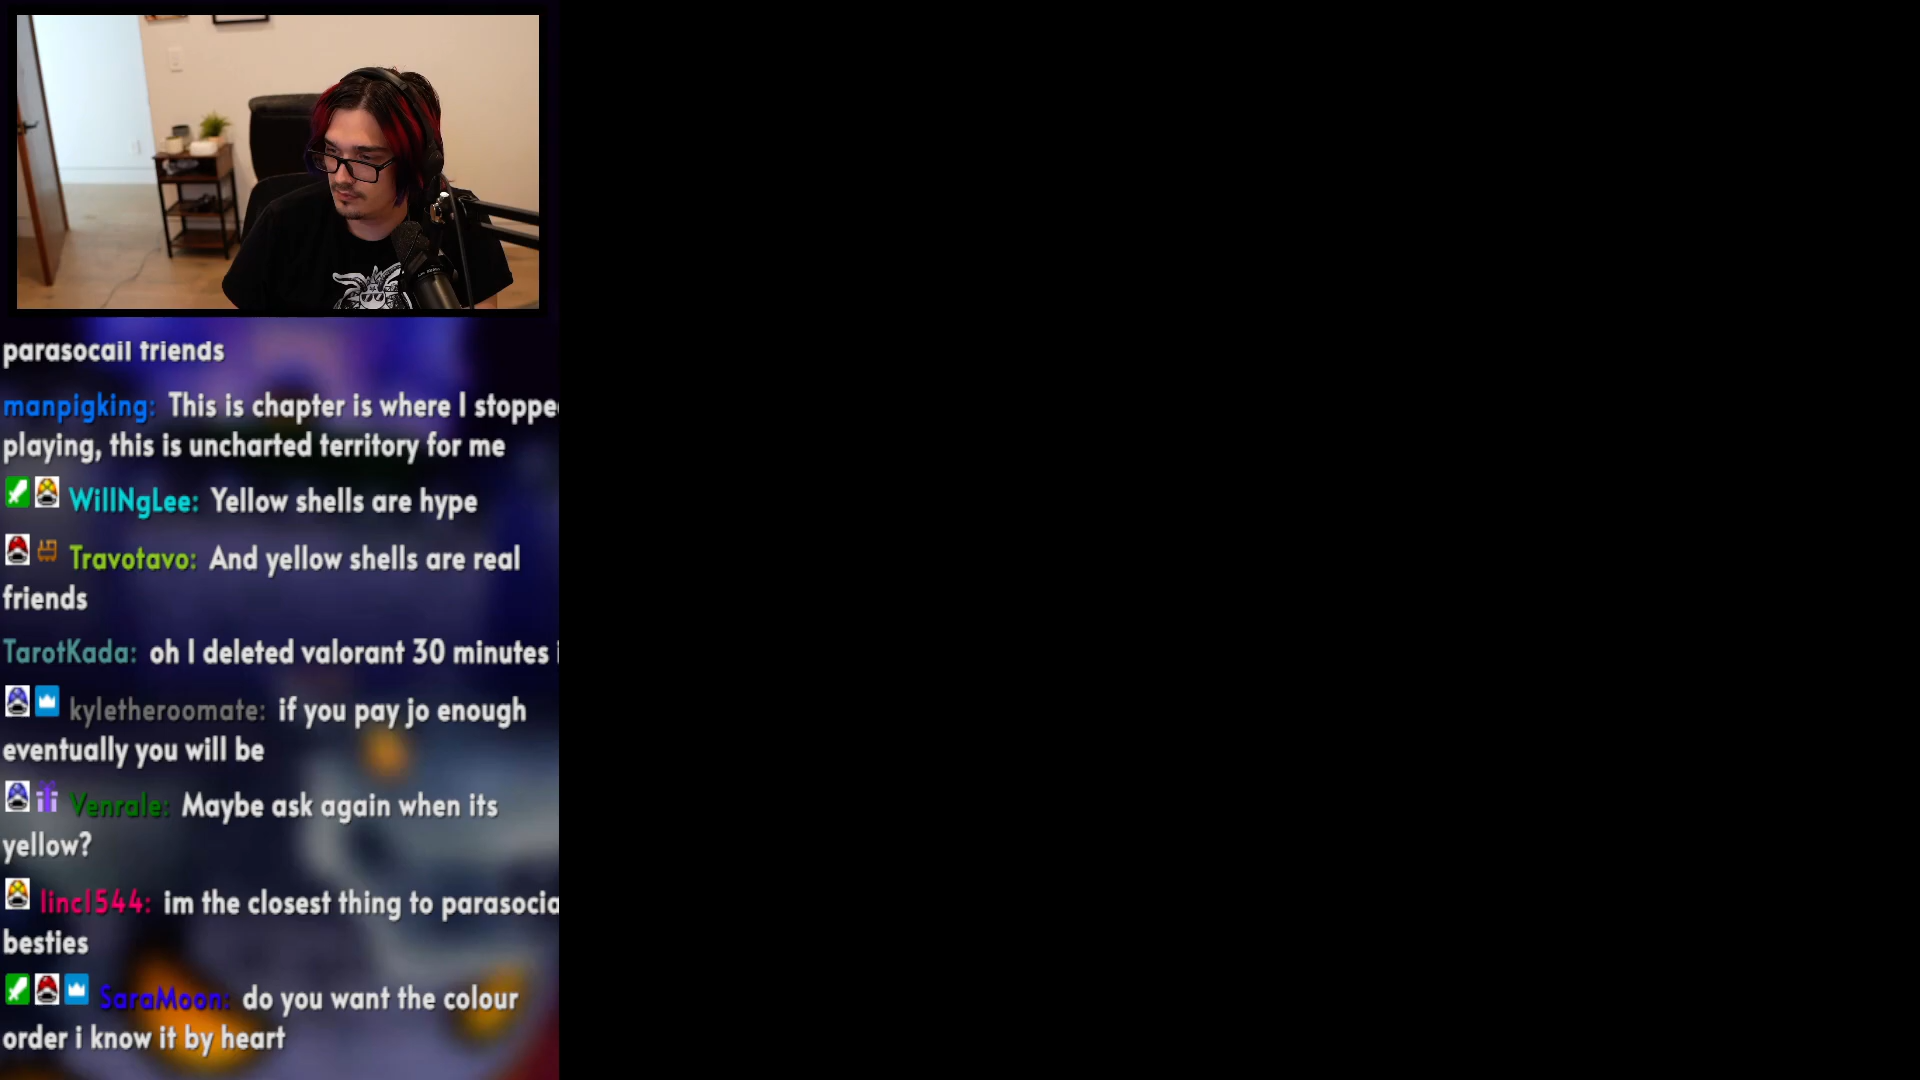 parasocail friends
manpigking: This is chapter is where I stopped
playing, this is uncharted territory for me
WillNgLee: Yellow shells are hype
Travotavo: And yellow shells are real
friends
TarotKada: oh I deleted valorant 30 minutes i
kyletheroomate: if you pay jo enough
eventually you will be
Venrale: Maybe ask again when its
yellow?
linc1544: im the closest thing to parasocia
besties
SaraMoon: do you want the colour
order i know it by heart